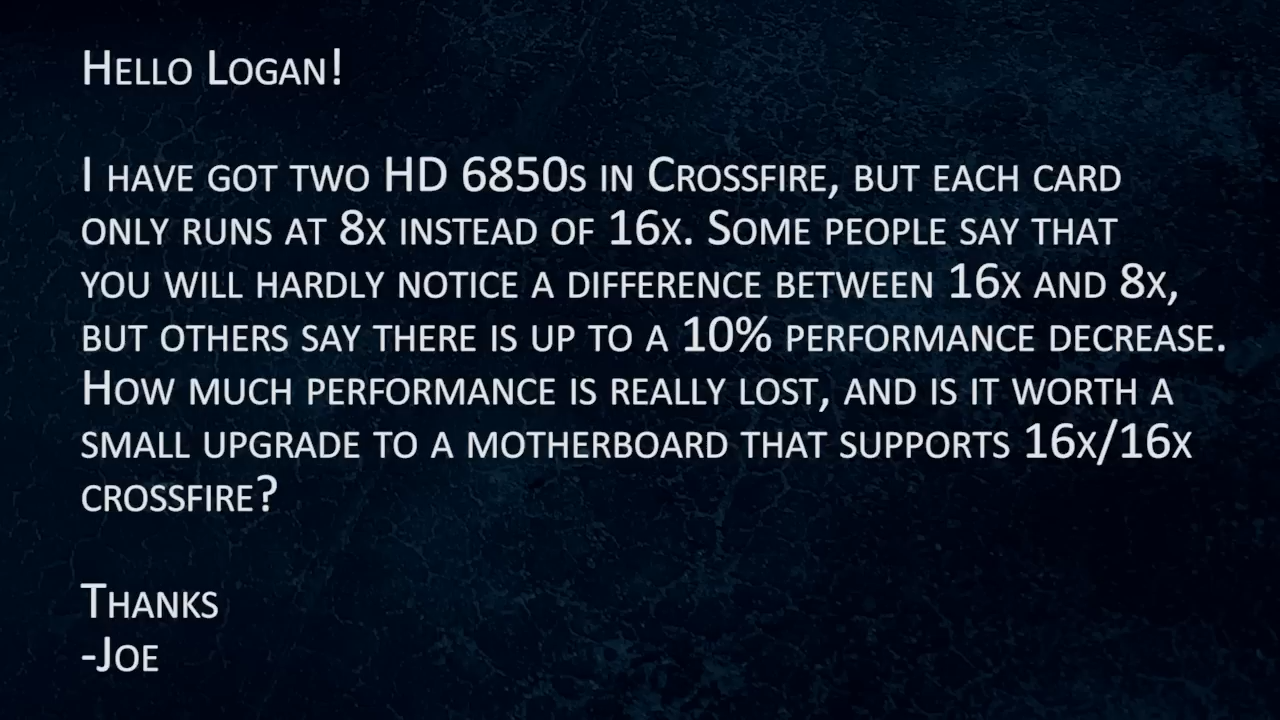 Hello Logan!
I have got two HD 6850s in Crossfire, but each card
only runs at 8x instead of 16x. Some people say that
you will hardly notice a difference between 16x and 8x,
but others say there is up to a 10% performance decrease.
How much performance is really lost, and is it worth a
small upgrade to a motherboard that supports 16x/16x
crossfire?
Thanks
-Joe